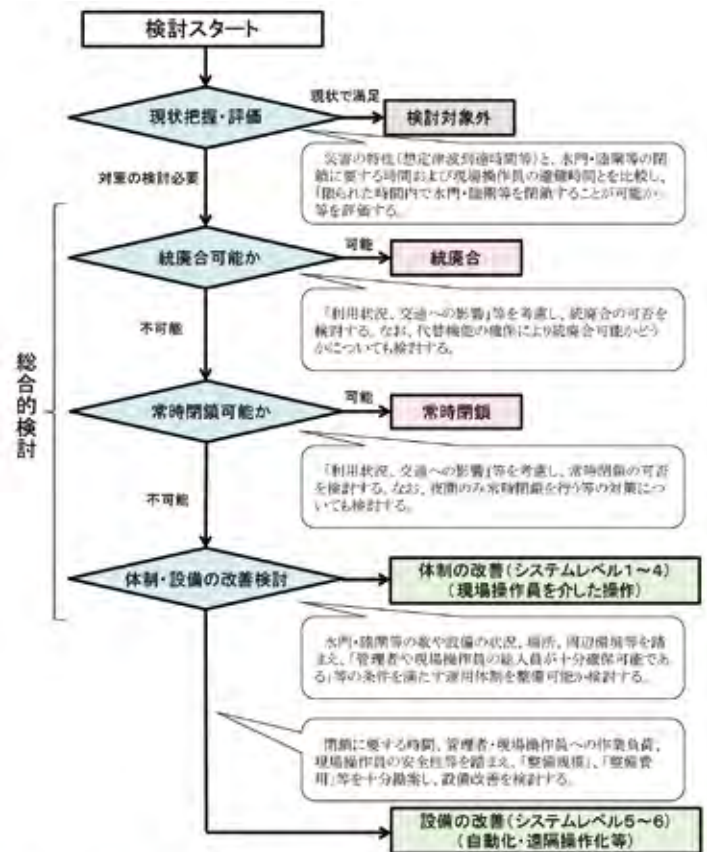 検討スタート
現状把握・評価
現状で満足
検討対象外
災害の特性(想定津波到達時間等)と、水門・陸閘等の閉
鎖に要する時間および現場操作員の避難時間とを比較し、
「限られた時間内で水門・陸閘等を閉鎖することが可能か」
等を評価する。
対策の検討必要
総合的検討
統廃合可能か
可能
統廃合
「利用状況、交通への影響」等を考慮し、統廃合の可否を
検討する。なお、代替機能の確保により統廃合可能かどう
かについても検討する。
不可能
常時閉鎖可能か
可能
常時閉鎖
「利用状況、交通への影響」等を考慮し、常時閉鎖の可否
を検討する。なお、夜間のみ常時閉鎖を行う等の対策につ
いても検討する。
不可能
体制・設備の改善検討
体制の改善(システムレベル1~4)
(現場操作員を介した操作)
水門・陸閘等の数や設備の状況、場所、周辺環境等を踏
まえ、「管理者や現場操作員の総人員が十分確保可能であ
る」等の条件を満たす運用体制を整備可能か検討する。
閉鎖に要する時間、管理者・現場操作員への作業負荷、
現場操作員の安全性等を踏まえ、「整備規模」、「整備費
用」等を十分勘案し、設備改善を検討する。
設備の改善(システムレベル5~6)
(自動化・遠隔操作化等)